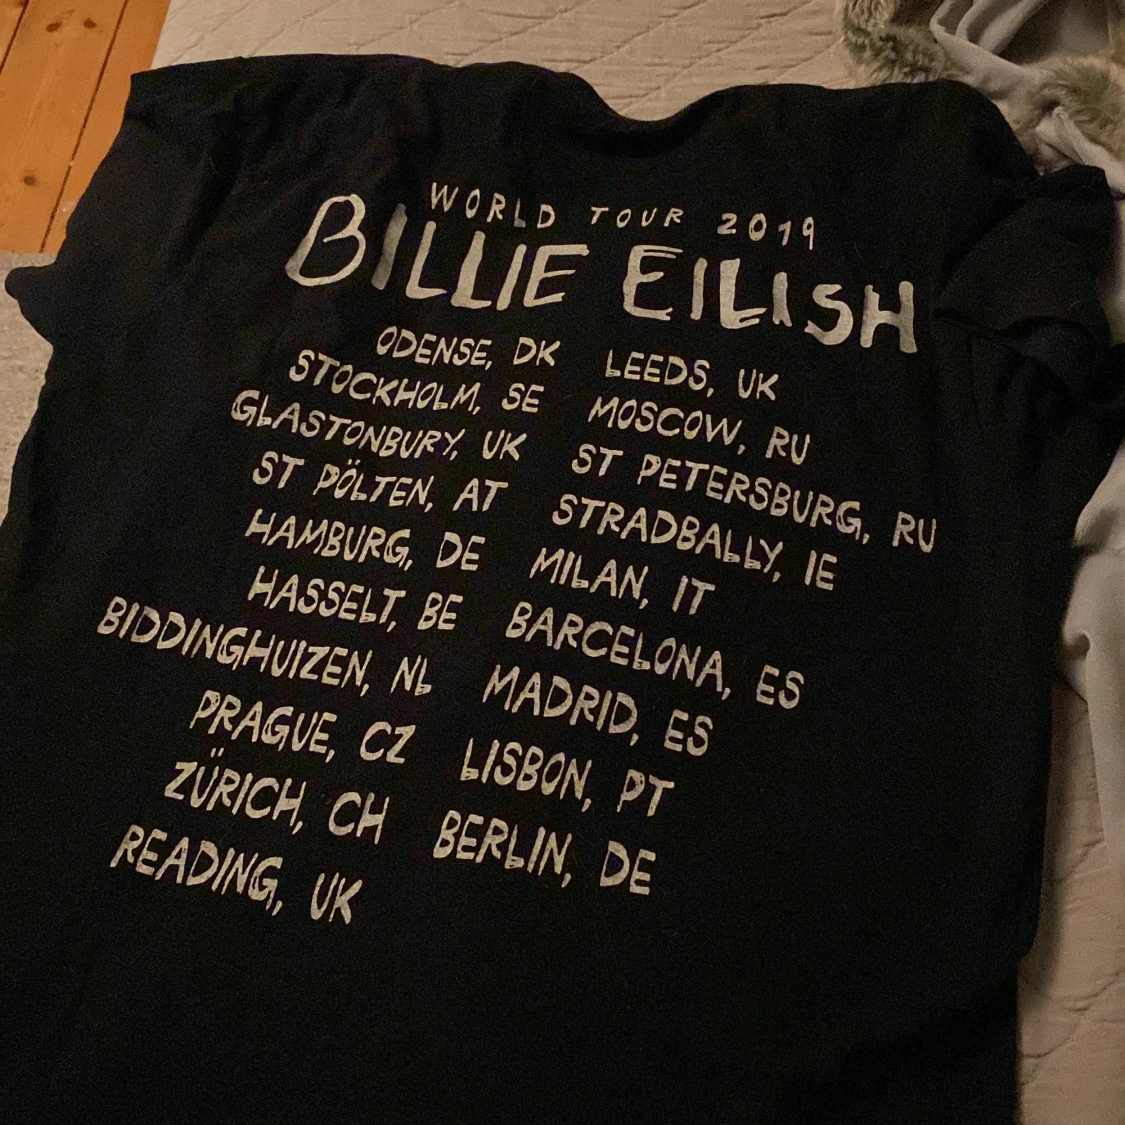 WORLD TOUR 2019
BILLIE EILISH
ODENSE, DK LEEDS, UK
STOCKHOLM, SE MOSCOW, RU
GLASTONBURY, UK ST PETERSBURG, RU
ST PÖLTEN, AT STRADBALLY, IE
HAMBURG, DE MILAN, IT
HASSELT, BE BARCELONA, ES
BIDDINGHUIZEN, NL MADRID, ES
PRAGUE, CZ LISBON, PT
ZÜRICH, CH BERLIN, DE
READING, UK